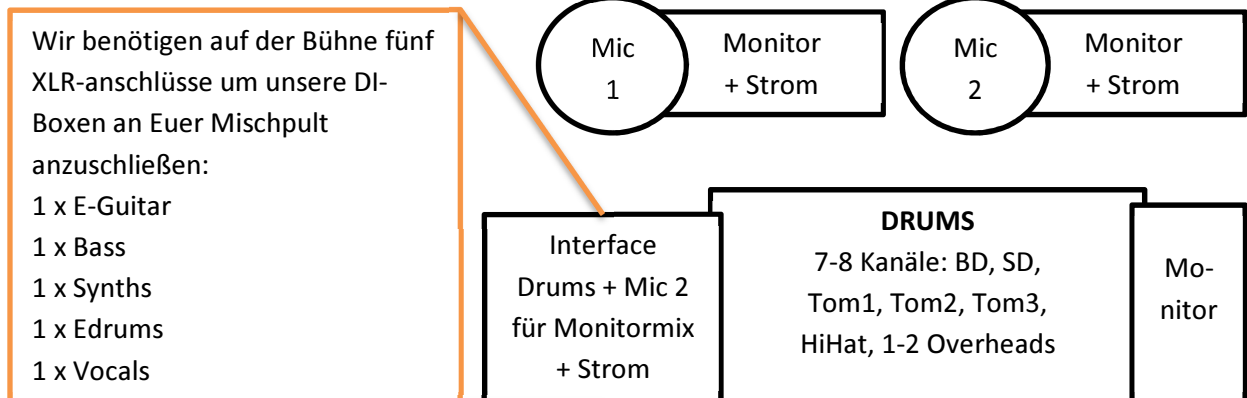 Wir benötigen auf der Bühne fünf
XLR-anschlüsse um unsere DI-
Boxen an Euer Mischpult
anzuschließen:
1 x E-Guitar
1 x Bass
1 x Synths
1 x Edrums
1 x Vocals
Mic
1
Monitor
+ Strom
Mic
2
Monitor
+ Strom
Interface
Drums + Mic 2
für Monitormix
+ Strom
DRUMS
7-8 Kanäle: BD, SD,
Tom1, Tom2, Tom3,
HiHat, 1-2 Overheads
Mo-
nitor